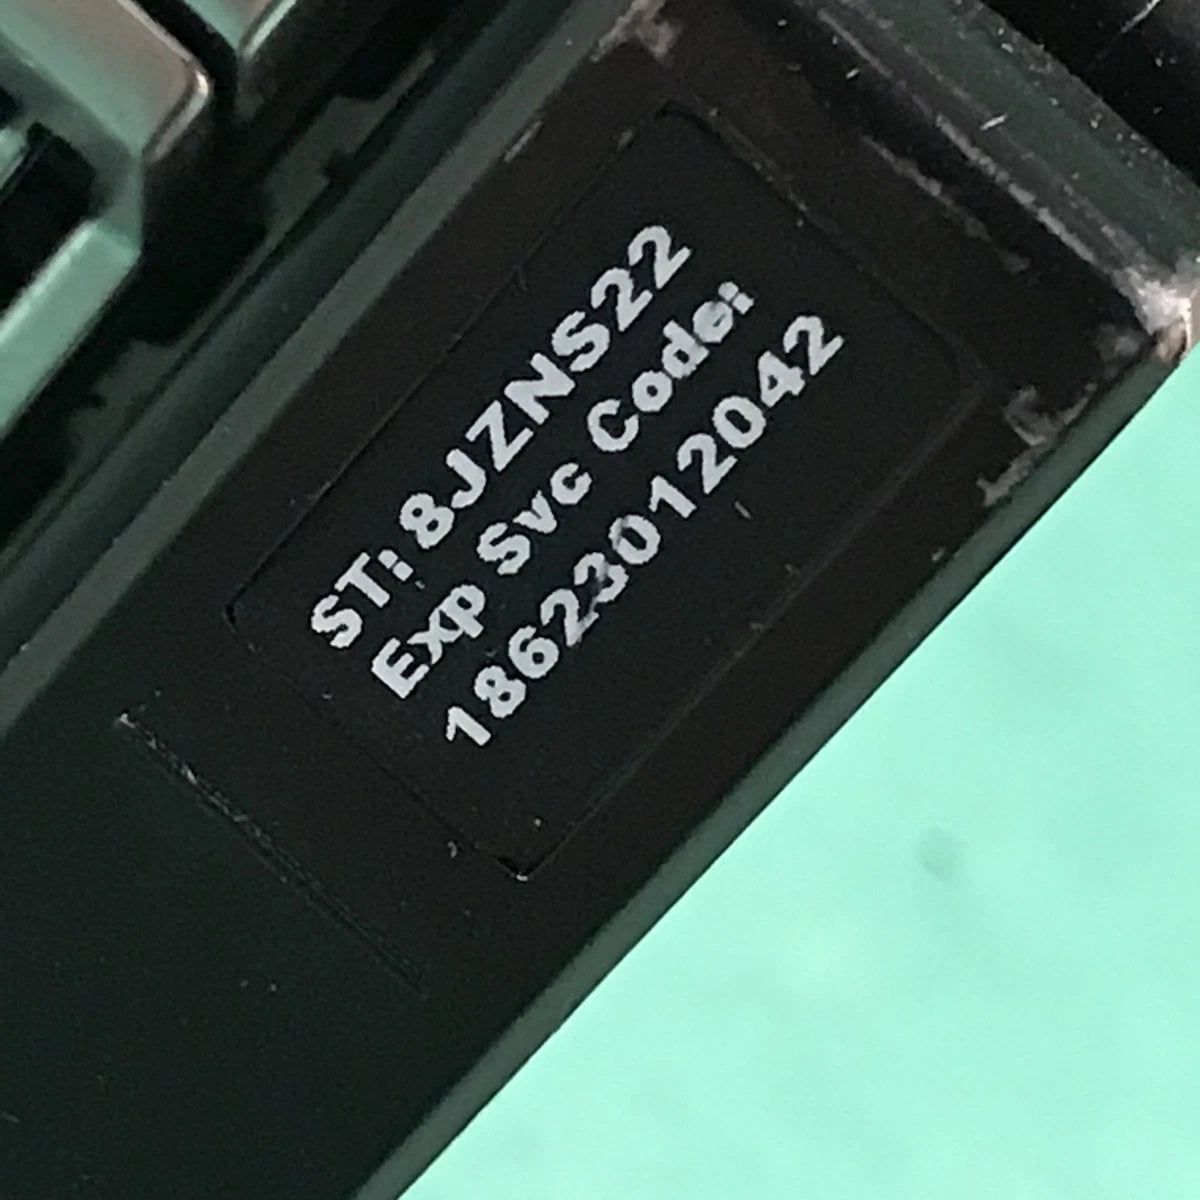 ST: 8JZNS22
Exp Svc Code:
18623012042